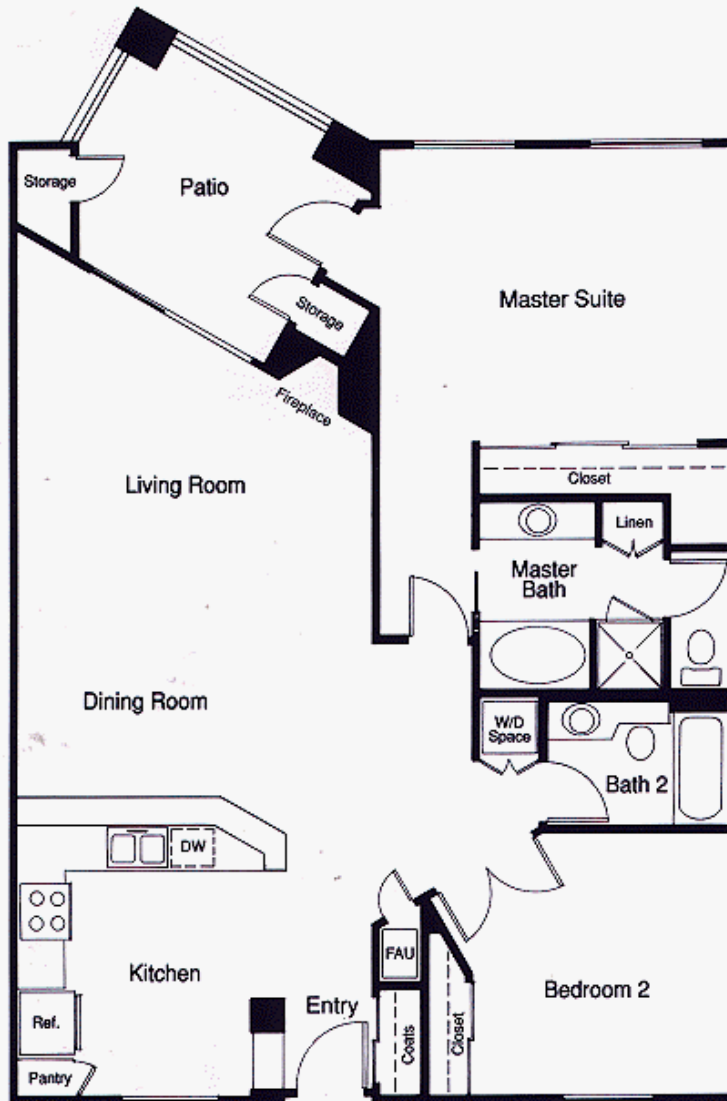 Storage
Patio
Master Suite
Storage
Fireplace
Living Room
Closet
Linen
Master
Bath
Dining Room
W/D
Space
Bath 2
DW
Kitchen
FAU
Bedroom 2
Entry
Ref.
Coats
Closet
Pantry